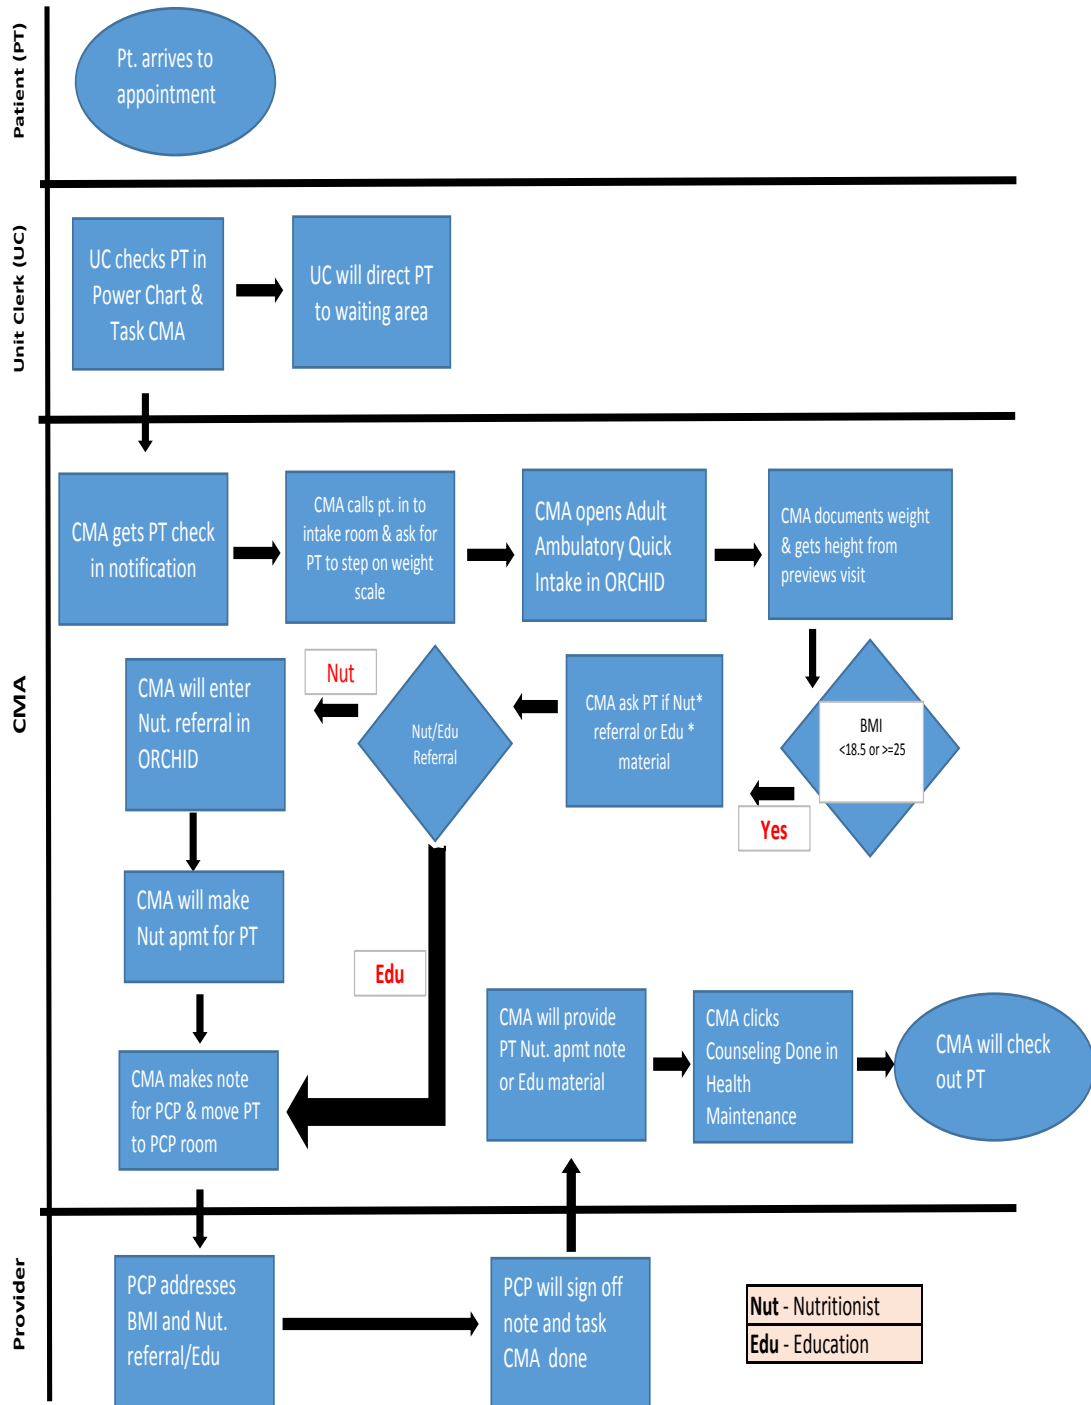 Patient (PT)
Pt. arrives to
appointment
Unit Clerk (UC)
UC checks PT in
Power Chart &
Task CMA
UC will direct PT
to waiting area
CMA
CMA gets PT check
in notification
CMA calls pt. in to
intake room & ask for
PT to step on weight
scale
CMA opens Adult
Ambulatory Quick
Intake in ORCHID
CMA documents weight
& gets height from
previews visit
BMI
<18.5 or >=25
Yes
CMA ask PT if Nut*
referral or Edu *
material
Nut/Edu
Referral
Nut
CMA will enter
Nut. referral in
ORCHID
CMA will make
Nut apmt for PT
Edu
CMA makes note
for PCP & move PT
to PCP room
CMA will provide
PT Nut. apmt note
or Edu material
CMA clicks
Counseling Done in
Health
Maintenance
CMA will check
out PT
Provider
PCP addresses
BMI and Nut.
referral/Edu
PCP will sign off
note and task
CMA done
Nut - Nutritionist
Edu - Education